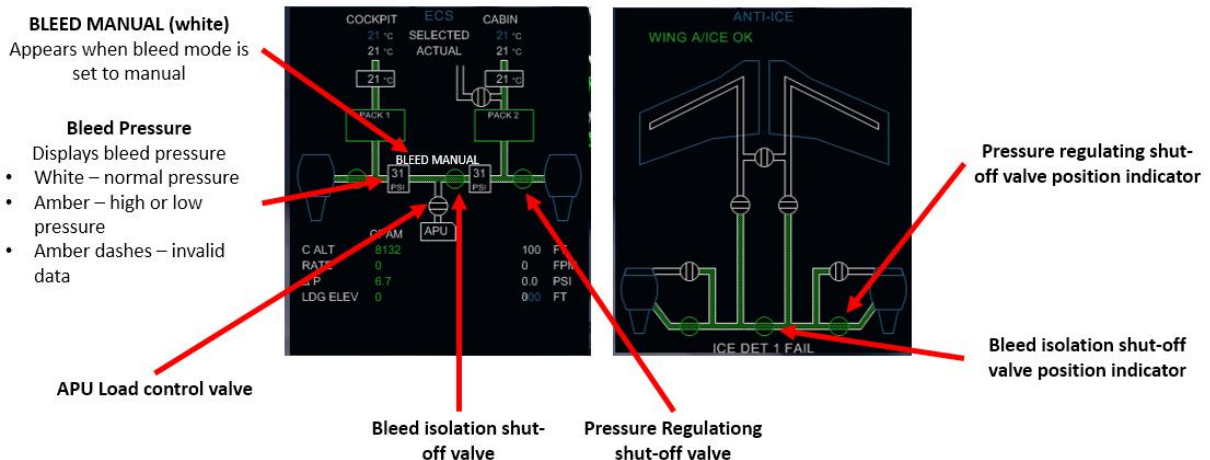 BLEED MANUAL (white)
Appears when bleed mode is
set to manual
Bleed Pressure
Displays bleed pressure
• White – normal pressure
• Amber – high or low
pressure
• Amber dashes – invalid
data
APU Load control valve
COCKPIT ECS CABIN
21 °C SELECTED 21 °C
21 °C ACTUAL 21 °C
21 °C 21 °C
PACK 1 PACK 2
BLEED MANUAL
31 31
PSI PSI
APU
C ALT 8132 100 FT
RATE 0 0 FPM
P 6.7 0.0 PSI
LDG ELEV 0 000 FT
Bleed isolation shut-
off valve
Pressure Regulationg
shut-off valve
ANTI-ICE
WING A/ICE OK
ICE DET 1 FAIL
Pressure regulating shut-
off valve position indicator
Bleed isolation shut-off
valve position indicator